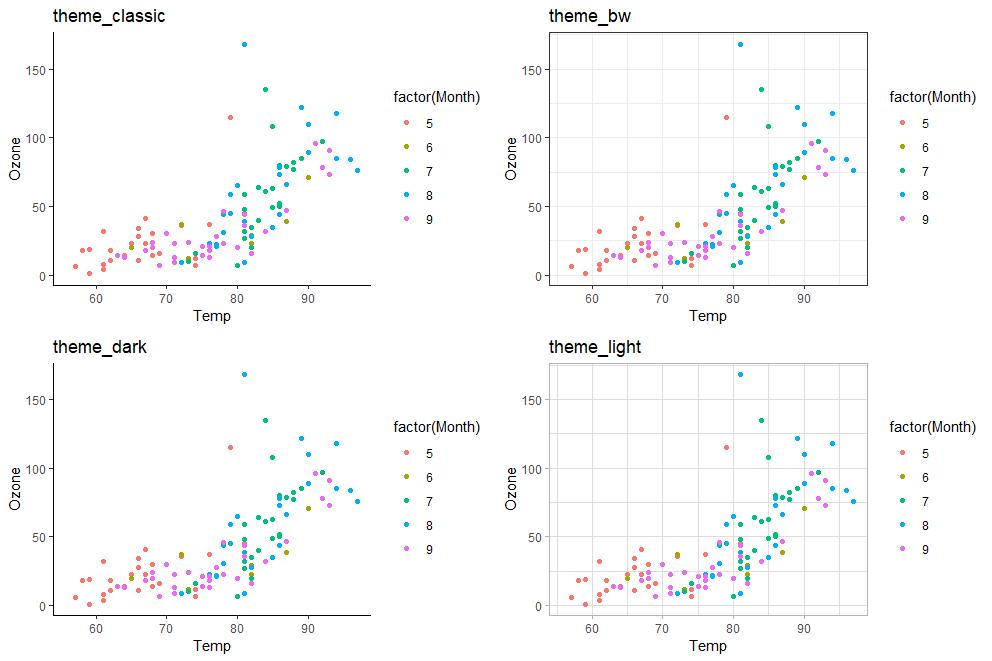 theme_classic
150
100
50
0
Ozone
60 70 80 90
Temp
factor(Month)
5
6
7
8
9
theme_bw
150
100
50
0
Ozone
60 70 80 90
Temp
factor(Month)
5
6
7
8
9
theme_dark
150
100
50
0
Ozone
60 70 80 90
Temp
factor(Month)
5
6
7
8
9
theme_light
150
100
50
0
Ozone
60 70 80 90
Temp
factor(Month)
5
6
7
8
9